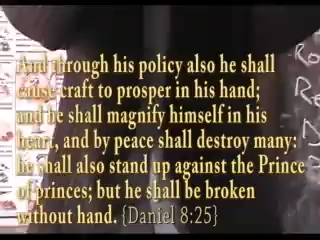 And through his policy also he shall
cause craft to prosper in his hand;
and he shall magnify himself in his
heart, and by peace shall destroy many:
he shall also stand up against the Prince
of princes; but he shall be broken
without hand. {Daniel 8:25}